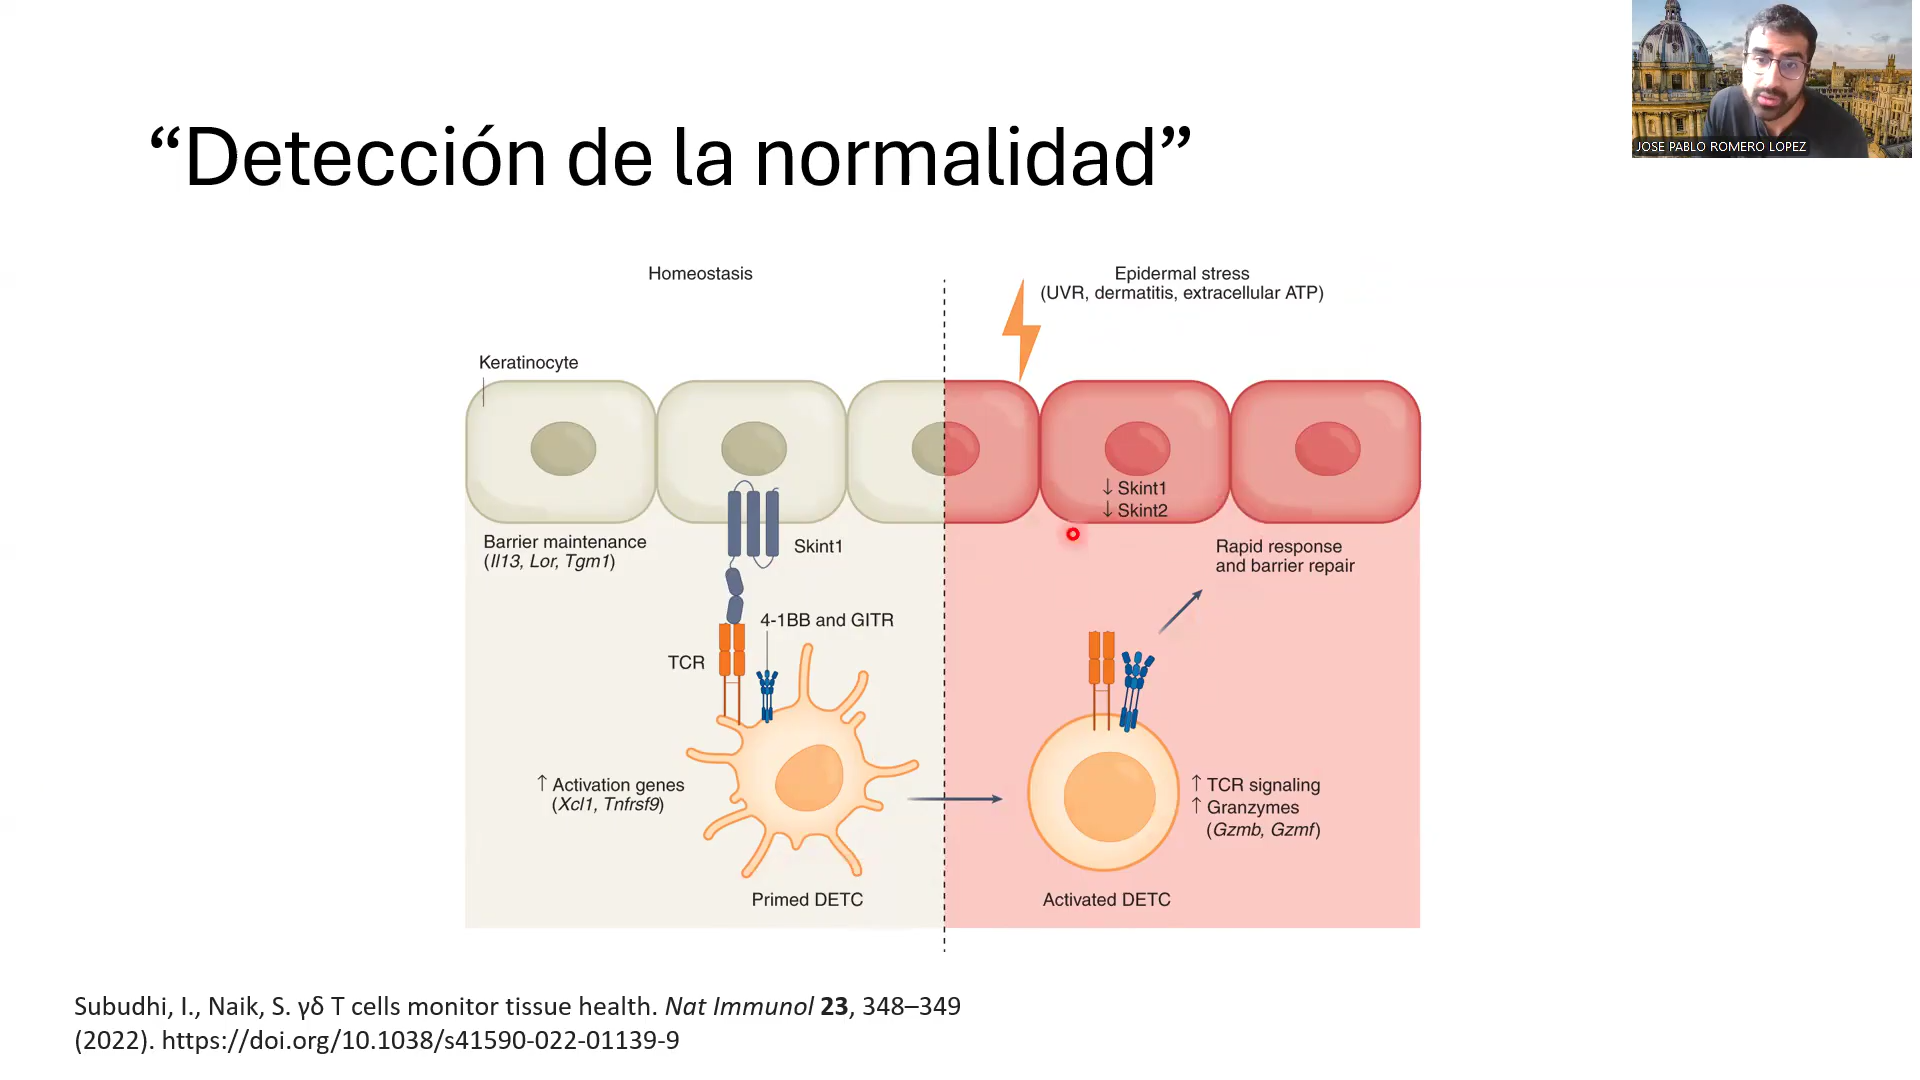 JOSE PABLO ROMERO LOPEZ
“Detección de la normalidad”
Homeostasis
Epidermal stress
(UVR, dermatitis, extracellular ATP)
Keratinocyte
↓ Skint1
↓ Skint2
Barrier maintenance
(Il13, Lor, Tgm1)
Skint1
Rapid response
and barrier repair
4-1BB and GITR
TCR
↑ Activation genes
(Xcl1, Tnfrsf9)
↑ TCR signaling
↑ Granzymes
(Gzmb, Gzmf)
Primed DETC
Activated DETC
Subudhi, I., Naik, S. γδ T cells monitor tissue health. Nat Immunol 23, 348–349
(2022). https://doi.org/10.1038/s41590-022-01139-9